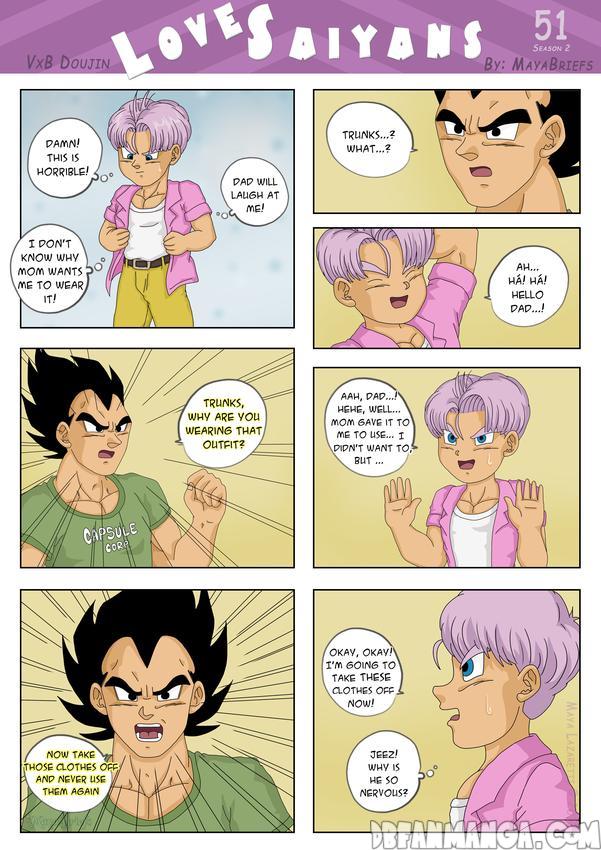 VxB Doujin
Love Saiyans
51
Season 2
By: MayaBriefs
DAMN!
THIS IS
HORRIBLE!
DAD WILL
LAUGH AT
ME!
I DON'T
KNOW WHY
MOM WANTS
ME TO WEAR
IT!
TRUNKS...?
WHAT...?
AH...
HÁ! HÁ!
HELLO
DAD...!
TRUNKS,
WHY ARE YOU
WEARING THAT
OUTFIT?
CAPSULE
CORP.
AAH, DAD...!
HEHE, WELL...
MOM GAVE IT TO
ME TO USE... I
DIDN'T WANT TO,
BUT ...
NOW TAKE
THOSE CLOTHES OFF
AND NEVER USE
THEM AGAIN
OKAY, OKAY!
I'M GOING TO
TAKE THESE
CLOTHES OFF
NOW!
JEEZ!
WHY IS
HE SO
NERVOUS?
DBFANMANGA.COM